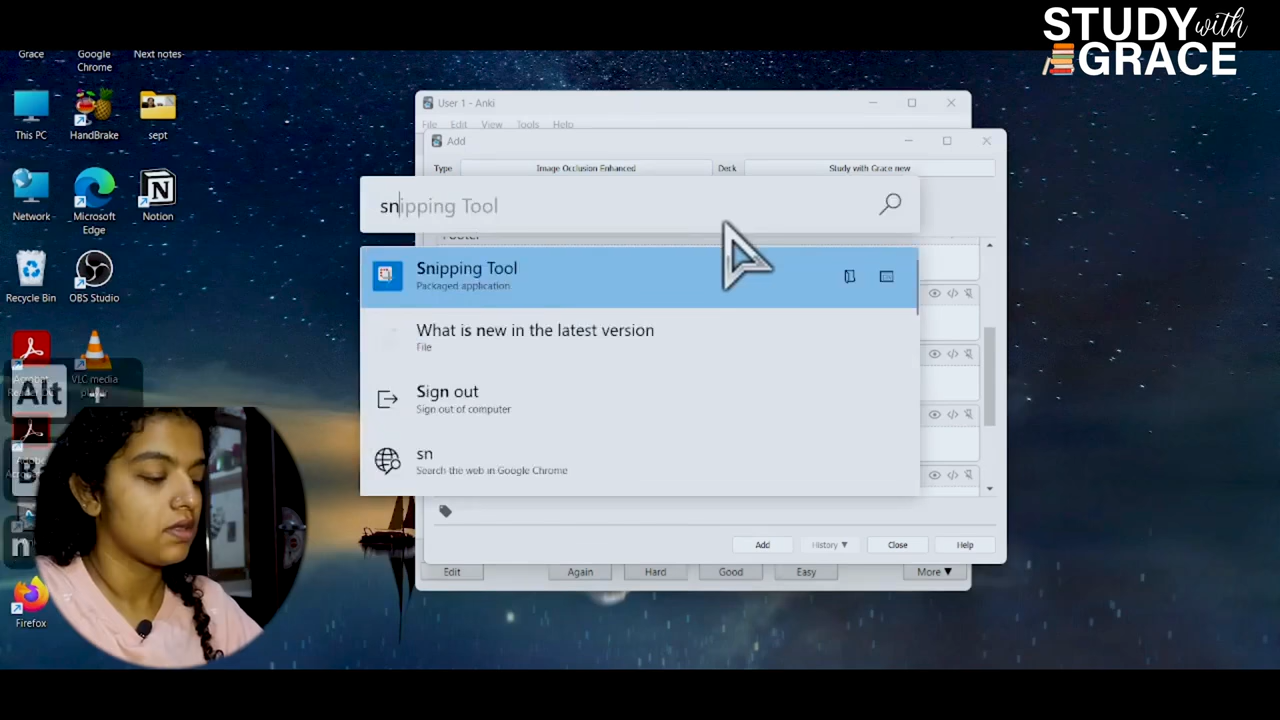 STUDY with
GRACE
Grace
Google
Chrome
Next notes
This PC
HandBrake
sept
Network
Microsoft
Edge
Notion
Recycle Bin
OBS Studio
VLC media
Alt
+
Firefox
User 1 - Anki
File Edit View Tools Help
Add
Type Image Occlusion Enhanced Deck Study with Grace new
snipping Tool
Snipping Tool
Packaged application
What is new in the latest version
File
Sign out
Sign out of computer
sn
Search the web in Google Chrome
Add History ▼ Close Help
Edit Again Hard Good Easy More ▼